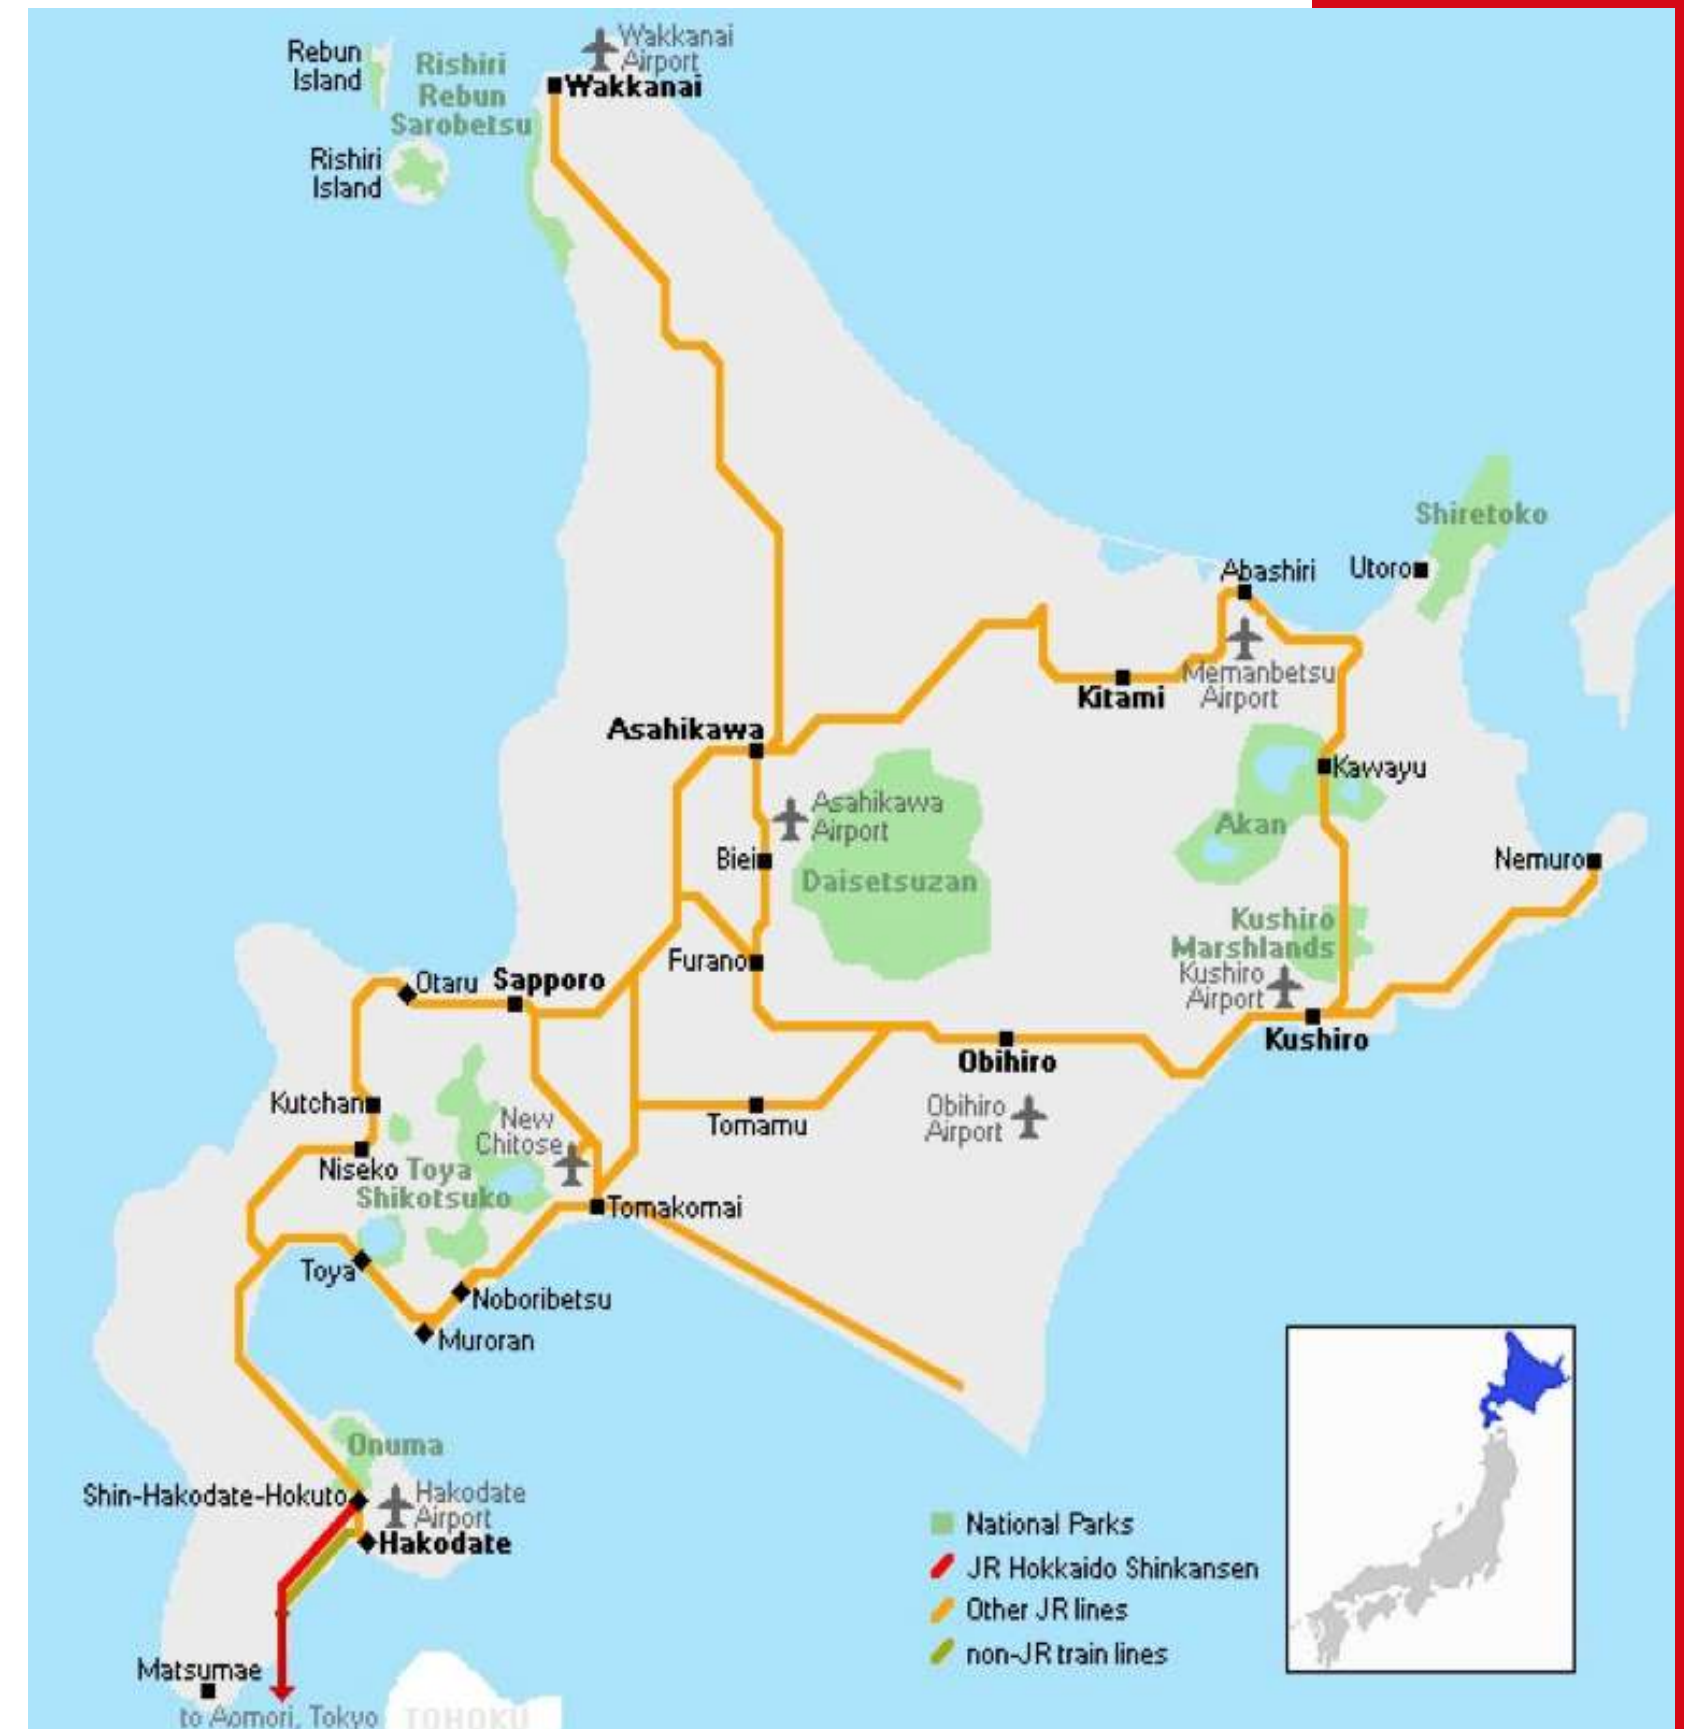 Wakkanai
Airport
Rebun
Island
Rishiri
Rebun
Sarobetsu
Wakkanai
Rishiri
Island
Shiretoko
Abashiri
Utoro
Memanbetsu
Airport
Kitami
Asahikawa
Kawayu
Asahikawa
Airport
Akan
Biei
Daisetsuzan
Nemuro
Kushiro
Marshlands
Kushiro
Airport
Furano
Otaru
Sapporo
Kushiro
Obihiro
Kutchan
New
Chitose
Tomamu
Obihiro
Airport
Niseko
Toya
Shikotsuko
Tomakomai
Toya
Noboribetsu
Muroran
Onuma
Shin-Hakodate-Hokuto
Hakodate
Airport
Hakodate
National Parks
JR Hokkaido Shinkansen
Other JR lines
non-JR train lines
Matsumae
to Aomori, Tokyo
TOHOKU